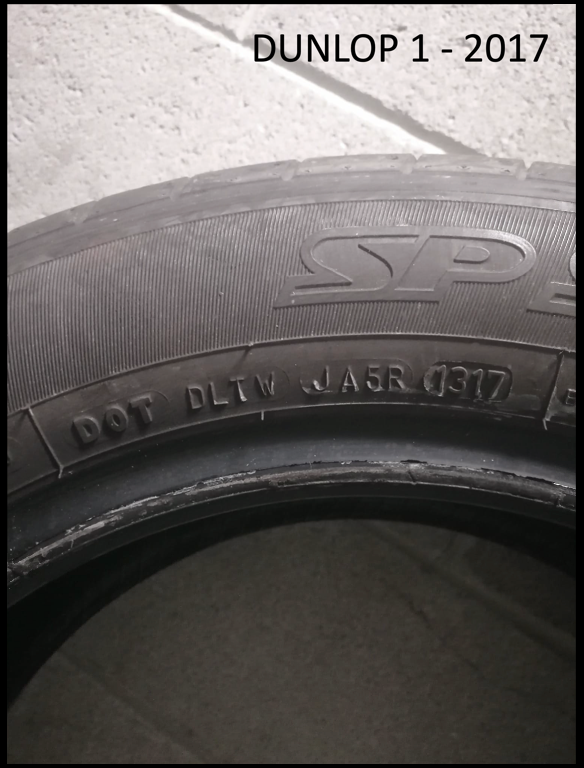 DUNLOP 1 - 2017
SP
DOT DLTW JA5R 1317